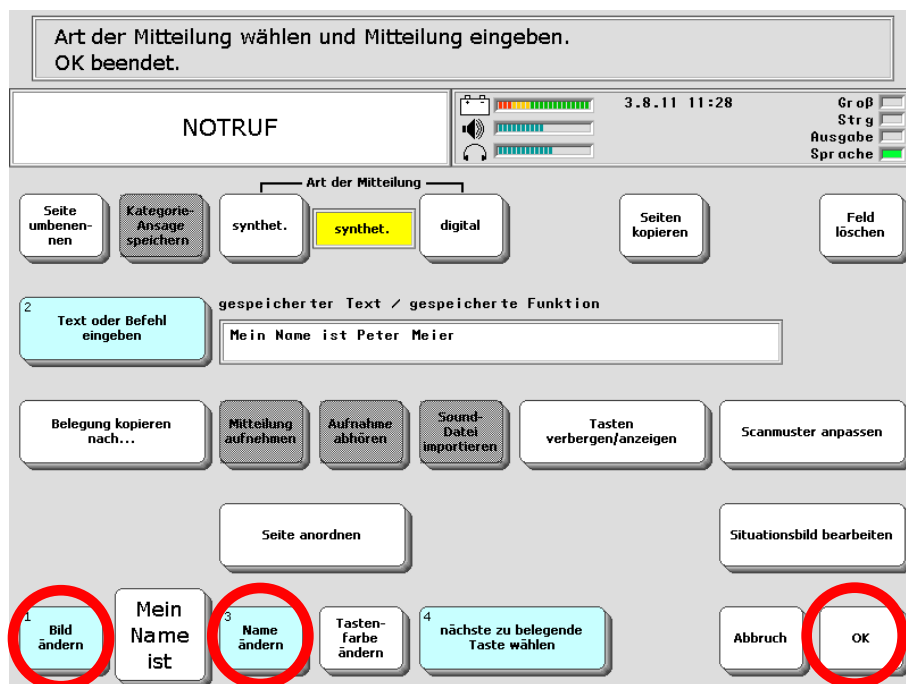 Art der Mitteilung wählen und Mitteilung eingeben.
OK beendet.
NOTRUF
3.8.11 11:28
Groß
Strg
Ausgabe
Sprache
Art der Mitteilung
Seite
umbenen-
nen
Kategorie-
Ansage
speichern
synthet.
synthet.
digital
Seiten
kopieren
Feld
löschen
2
Text oder Befehl
eingeben
gespeicherter Text / gespeicherte Funktion
Mein Name ist Peter Meier
Belegung kopieren
nach...
Mitteilung
aufnehmen
Aufnahme
abhören
Sound-
Datei
importieren
Tasten
verbergen/anzeigen
Scanmuster anpassen
Seite anordnen
Situationsbild bearbeiten
1
Bild
ändern
Mein
Name
ist
3
Name
ändern
Tasten-
farbe
ändern
4
nächste zu belegende
Taste wählen
Abbruch
OK